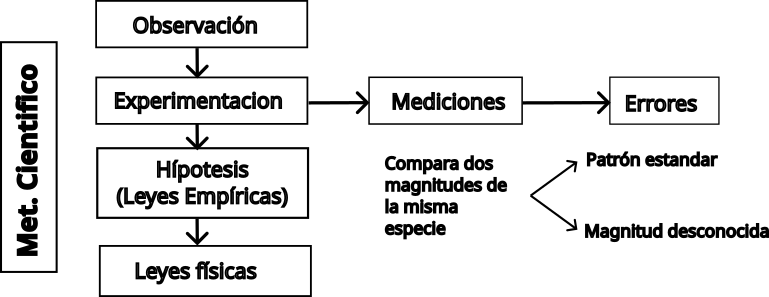 Met. Cientifico
Observación
Experimentacion
Hípotesis
(Leyes Empíricas)
Leyes físicas
Mediciones
Errores
Compara dos
magnitudes de
la misma
especie
Patrón estandar
Magnitud desconocida